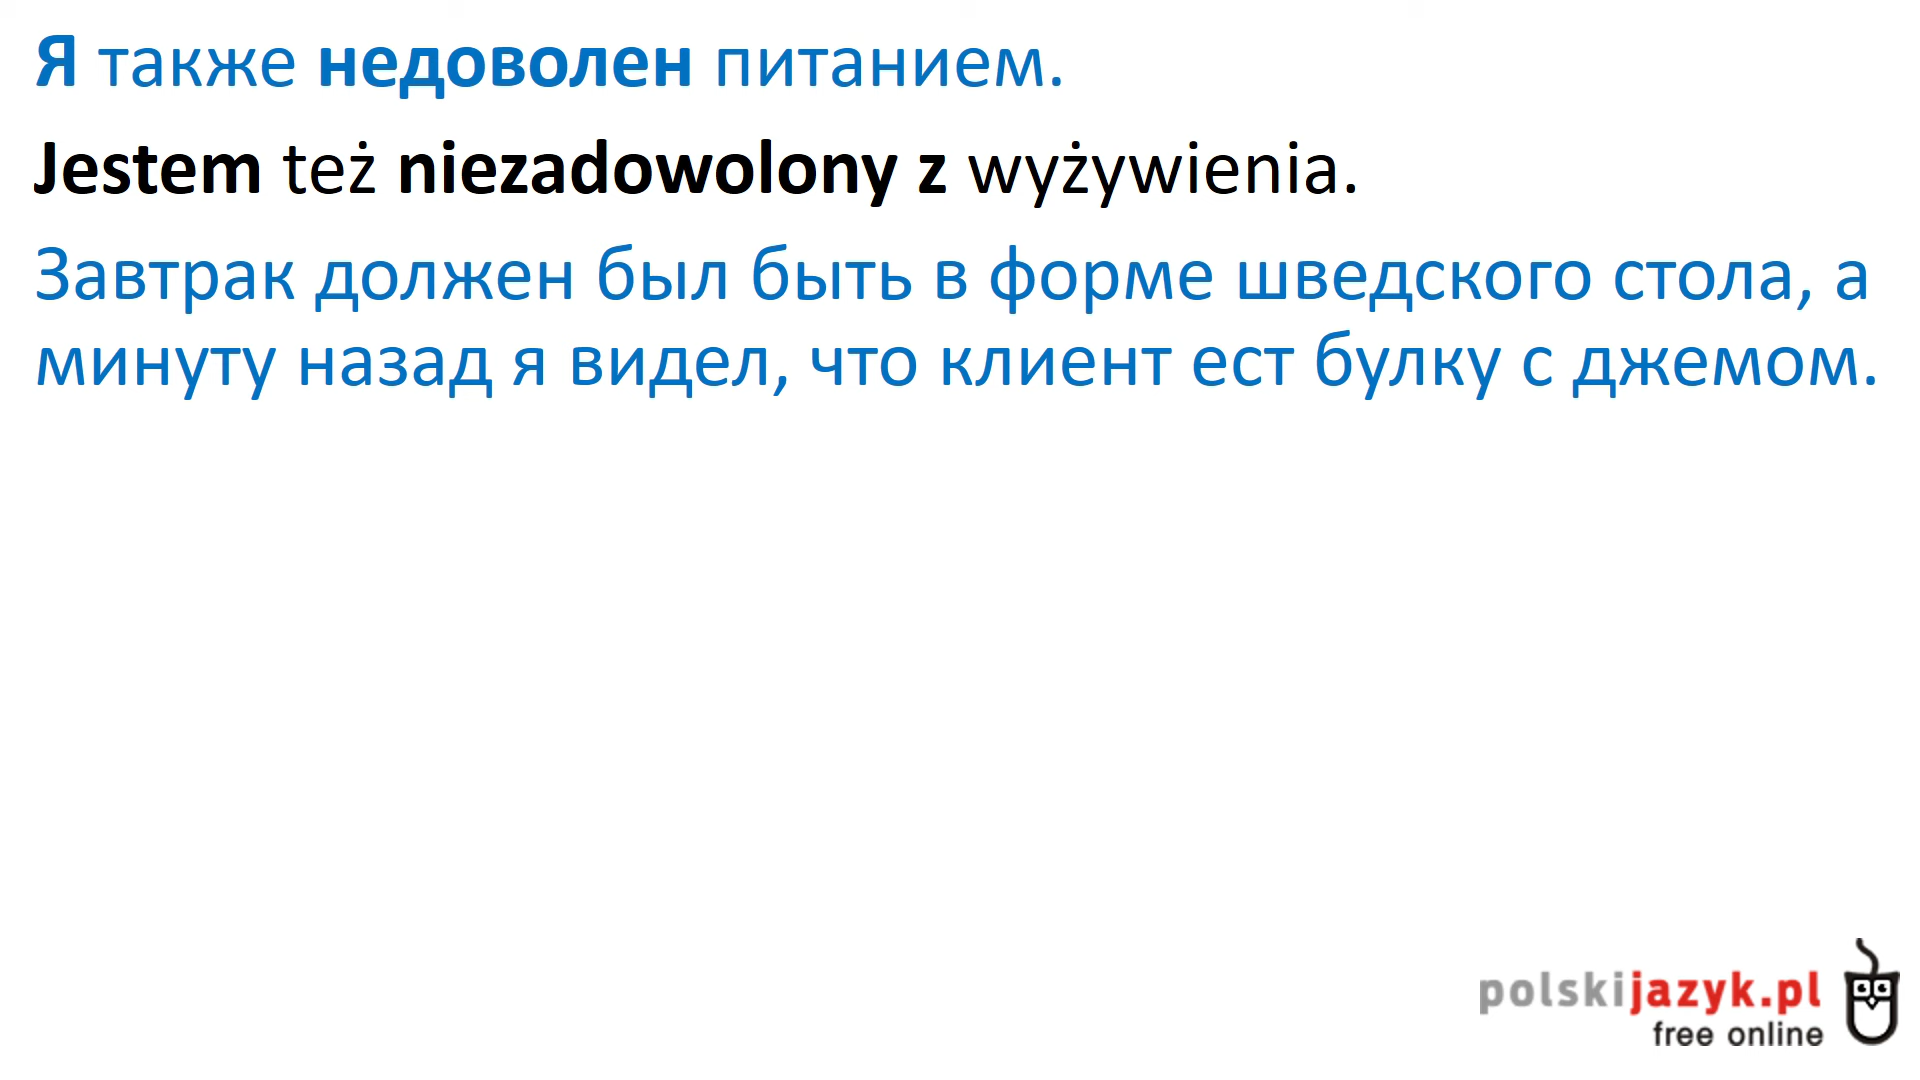 Я также недоволен питанием.
Jestem też niezadowolony z wyżywienia.
Завтрак должен был быть в форме шведского стола, а
минуту назад я видел, что клиент ест булку с джемом.
polskijazyk.pl
free online